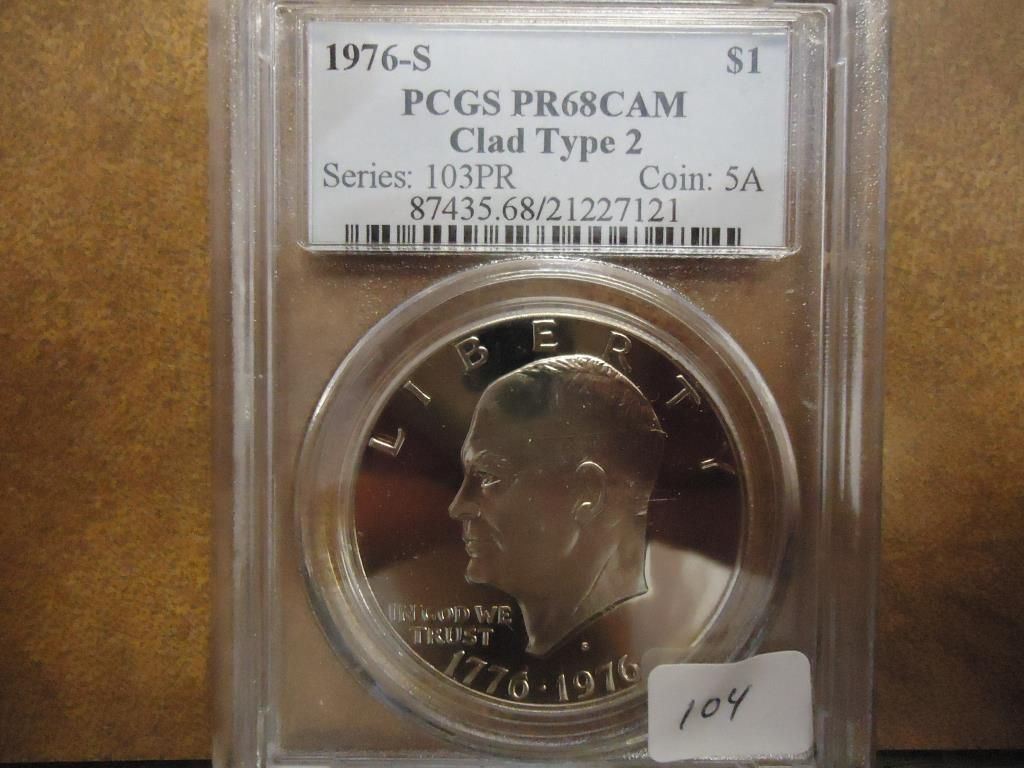 1976-S $1
PCGS PR68CAM
Clad Type 2
Series: 103PR Coin: 5A
87435.68/21227121
LIBERTY
IN GOD WE
TRUST
1776·1976
104